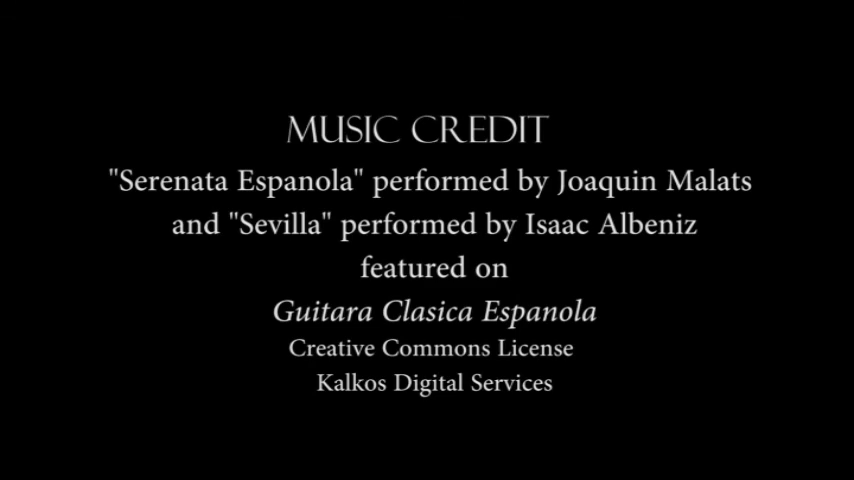 MUSIC CREDIT
"Serenata Espanola" performed by Joaquin Malats
and "Sevilla" performed by Isaac Albeniz
featured on
Guitara Clasica Espanola
Creative Commons License
Kalkos Digital Services